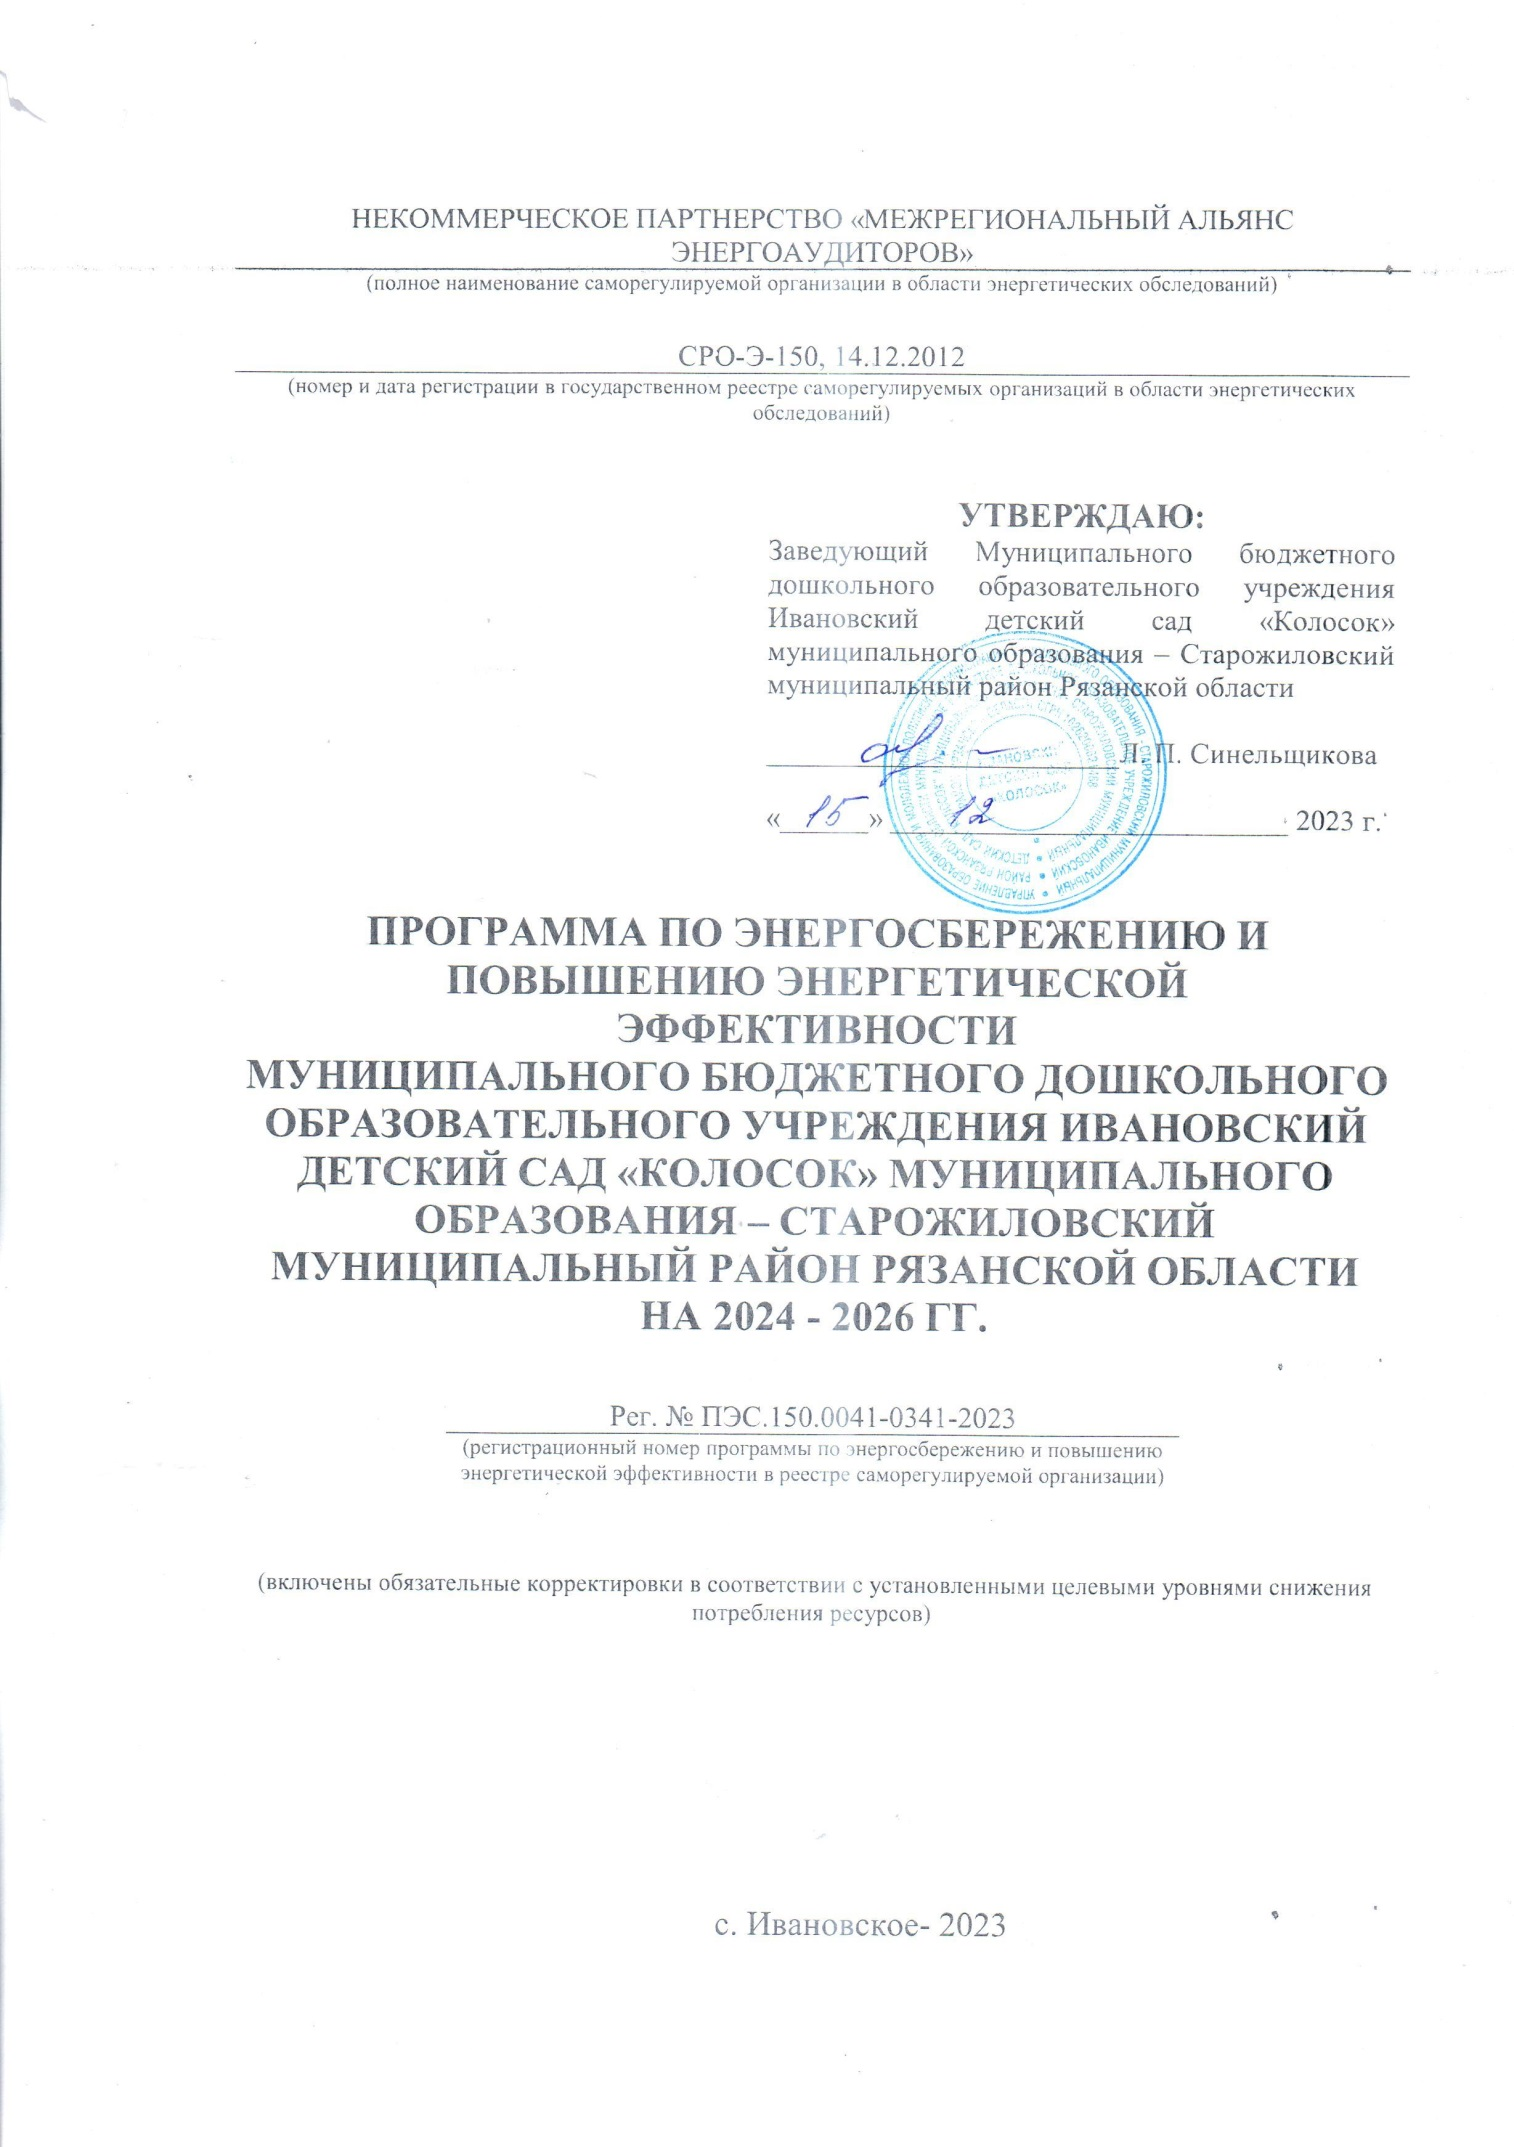 НЕКОММЕРЧЕСКОЕ ПАРТНЕРСТВО «МЕЖРЕГИОНАЛЬНЫЙ АЛЬЯНС
ЭНЕРГОАУДИТОРОВ»
(полное наименование саморегулируемой организации в области энергетических обследований)
СРО-Э-150, 14.12.2012
(номер и дата регистрации в государственном реестре саморегулируемых организаций в области энергетических
обследований)
УТВЕРЖДАЮ:
Заведующий Муниципального бюджетного
дошкольного образовательного учреждения
Ивановский детский сад «Колосок»
муниципального образования – Старожиловский
муниципальный район Рязанской области
Л. П. Синельщикова
«15» 12 2023 г.
ИВАНОВСКИЙ
ДЕТСКИЙ САД
«КОЛОСОК»
ПРОГРАММА ПО ЭНЕРГОСБЕРЕЖЕНИЮ И
ПОВЫШЕНИЮ ЭНЕРГЕТИЧЕСКОЙ
ЭФФЕКТИВНОСТИ
МУНИЦИПАЛЬНОГО БЮДЖЕТНОГО ДОШКОЛЬНОГО
ОБРАЗОВАТЕЛЬНОГО УЧРЕЖДЕНИЯ ИВАНОВСКИЙ
ДЕТСКИЙ САД «КОЛОСОК» МУНИЦИПАЛЬНОГО
ОБРАЗОВАНИЯ – СТАРОЖИЛОВСКИЙ
МУНИЦИПАЛЬНЫЙ РАЙОН РЯЗАНСКОЙ ОБЛАСТИ
НА 2024 - 2026 ГГ.
Рег. № ПЭС.150.0041-0341-2023
(регистрационный номер программы по энергосбережению и повышению
энергетической эффективности в реестре саморегулируемой организации)
(включены обязательные корректировки в соответствии с установленными целевыми уровнями снижения
потребления ресурсов)
с. Ивановское- 2023